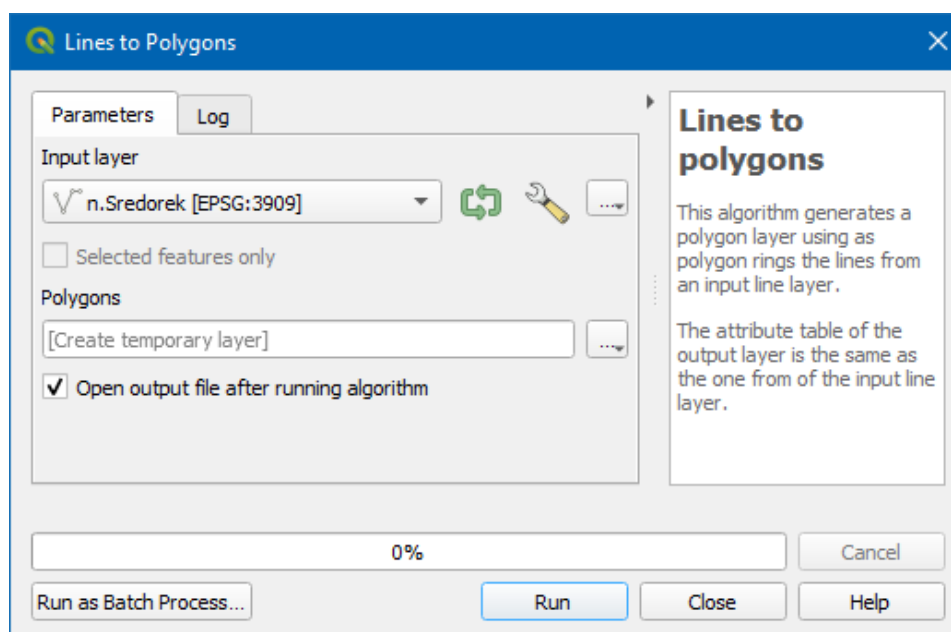 Lines to Polygons
Parameters
Log
Input layer
n.Sredorek [EPSG:3909]
...
Selected features only
Polygons
[Create temporary layer]
...
Open output file after running algorithm
Lines to
polygons
This algorithm generates a
polygon layer using as
polygon rings the lines from
an input line layer.
The attribute table of the
output layer is the same as
the one from of the input line
layer.
0%
Cancel
Run as Batch Process...
Run
Close
Help